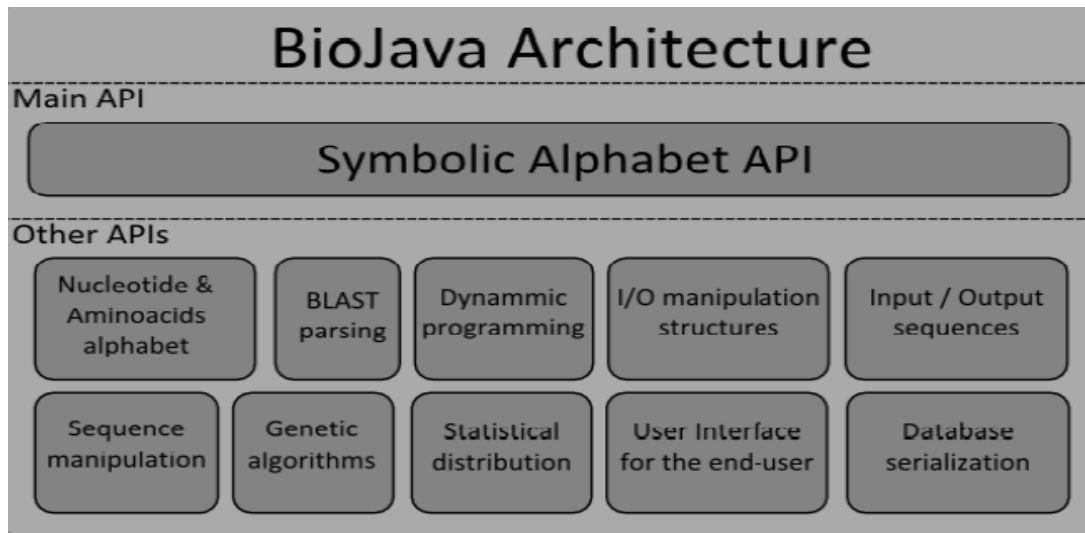 BioJava Architecture
Main API
Symbolic Alphabet API
Other APIs
Nucleotide &
Aminoacids
alphabet
BLAST
parsing
Dynammic
programming
I/O manipulation
structures
Input / Output
sequences
Sequence
manipulation
Genetic
algorithms
Statistical
distribution
User Interface
for the end-user
Database
serialization